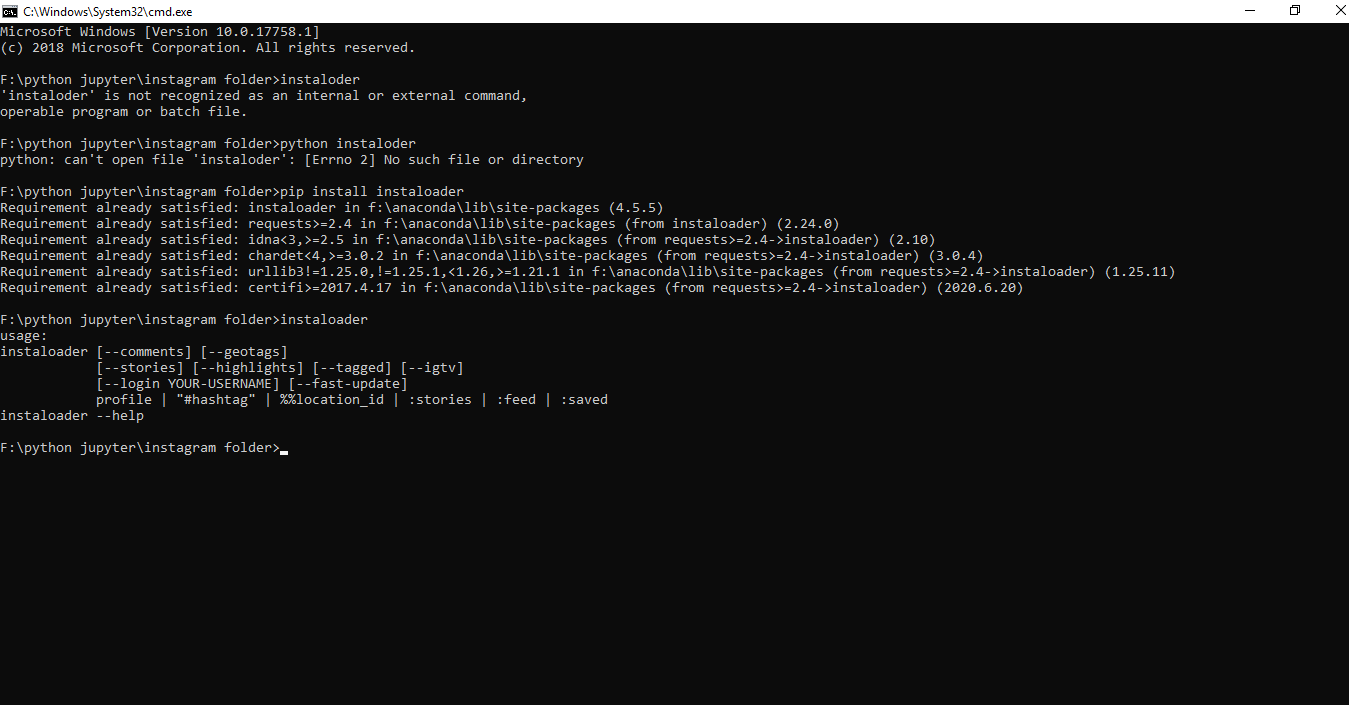 C:\Windows\System32\cmd.exe
Microsoft Windows [Version 10.0.17758.1]
(c) 2018 Microsoft Corporation. All rights reserved.
F:\python jupyter\instagram folder>instaloder
'instaloder' is not recognized as an internal or external command,
operable program or batch file.
F:\python jupyter\instagram folder>python instaloder
python: can't open file 'instaloder': [Errno 2] No such file or directory
F:\python jupyter\instagram folder>pip install instaloader
Requirement already satisfied: instaloader in f:\anaconda\lib\site-packages (4.5.5)
Requirement already satisfied: requests>=2.4 in f:\anaconda\lib\site-packages (from instaloader) (2.24.0)
Requirement already satisfied: idna<3,>=2.5 in f:\anaconda\lib\site-packages (from requests>=2.4->instaloader) (2.10)
Requirement already satisfied: chardet<4,>=3.0.2 in f:\anaconda\lib\site-packages (from requests>=2.4->instaloader) (3.0.4)
Requirement already satisfied: urllib3!=1.25.0,!=1.25.1,<1.26,>=1.21.1 in f:\anaconda\lib\site-packages (from requests>=2.4->instaloader) (1.25.11)
Requirement already satisfied: certifi>=2017.4.17 in f:\anaconda\lib\site-packages (from requests>=2.4->instaloader) (2020.6.20)
F:\python jupyter\instagram folder>instaloader
usage:
instaloader [--comments] [--geotags]
[--stories] [--highlights] [--tagged] [--igtv]
[--login YOUR-USERNAME] [--fast-update]
profile | "#hashtag" | %%location_id | :stories | :feed | :saved
instaloader --help
F:\python jupyter\instagram folder>